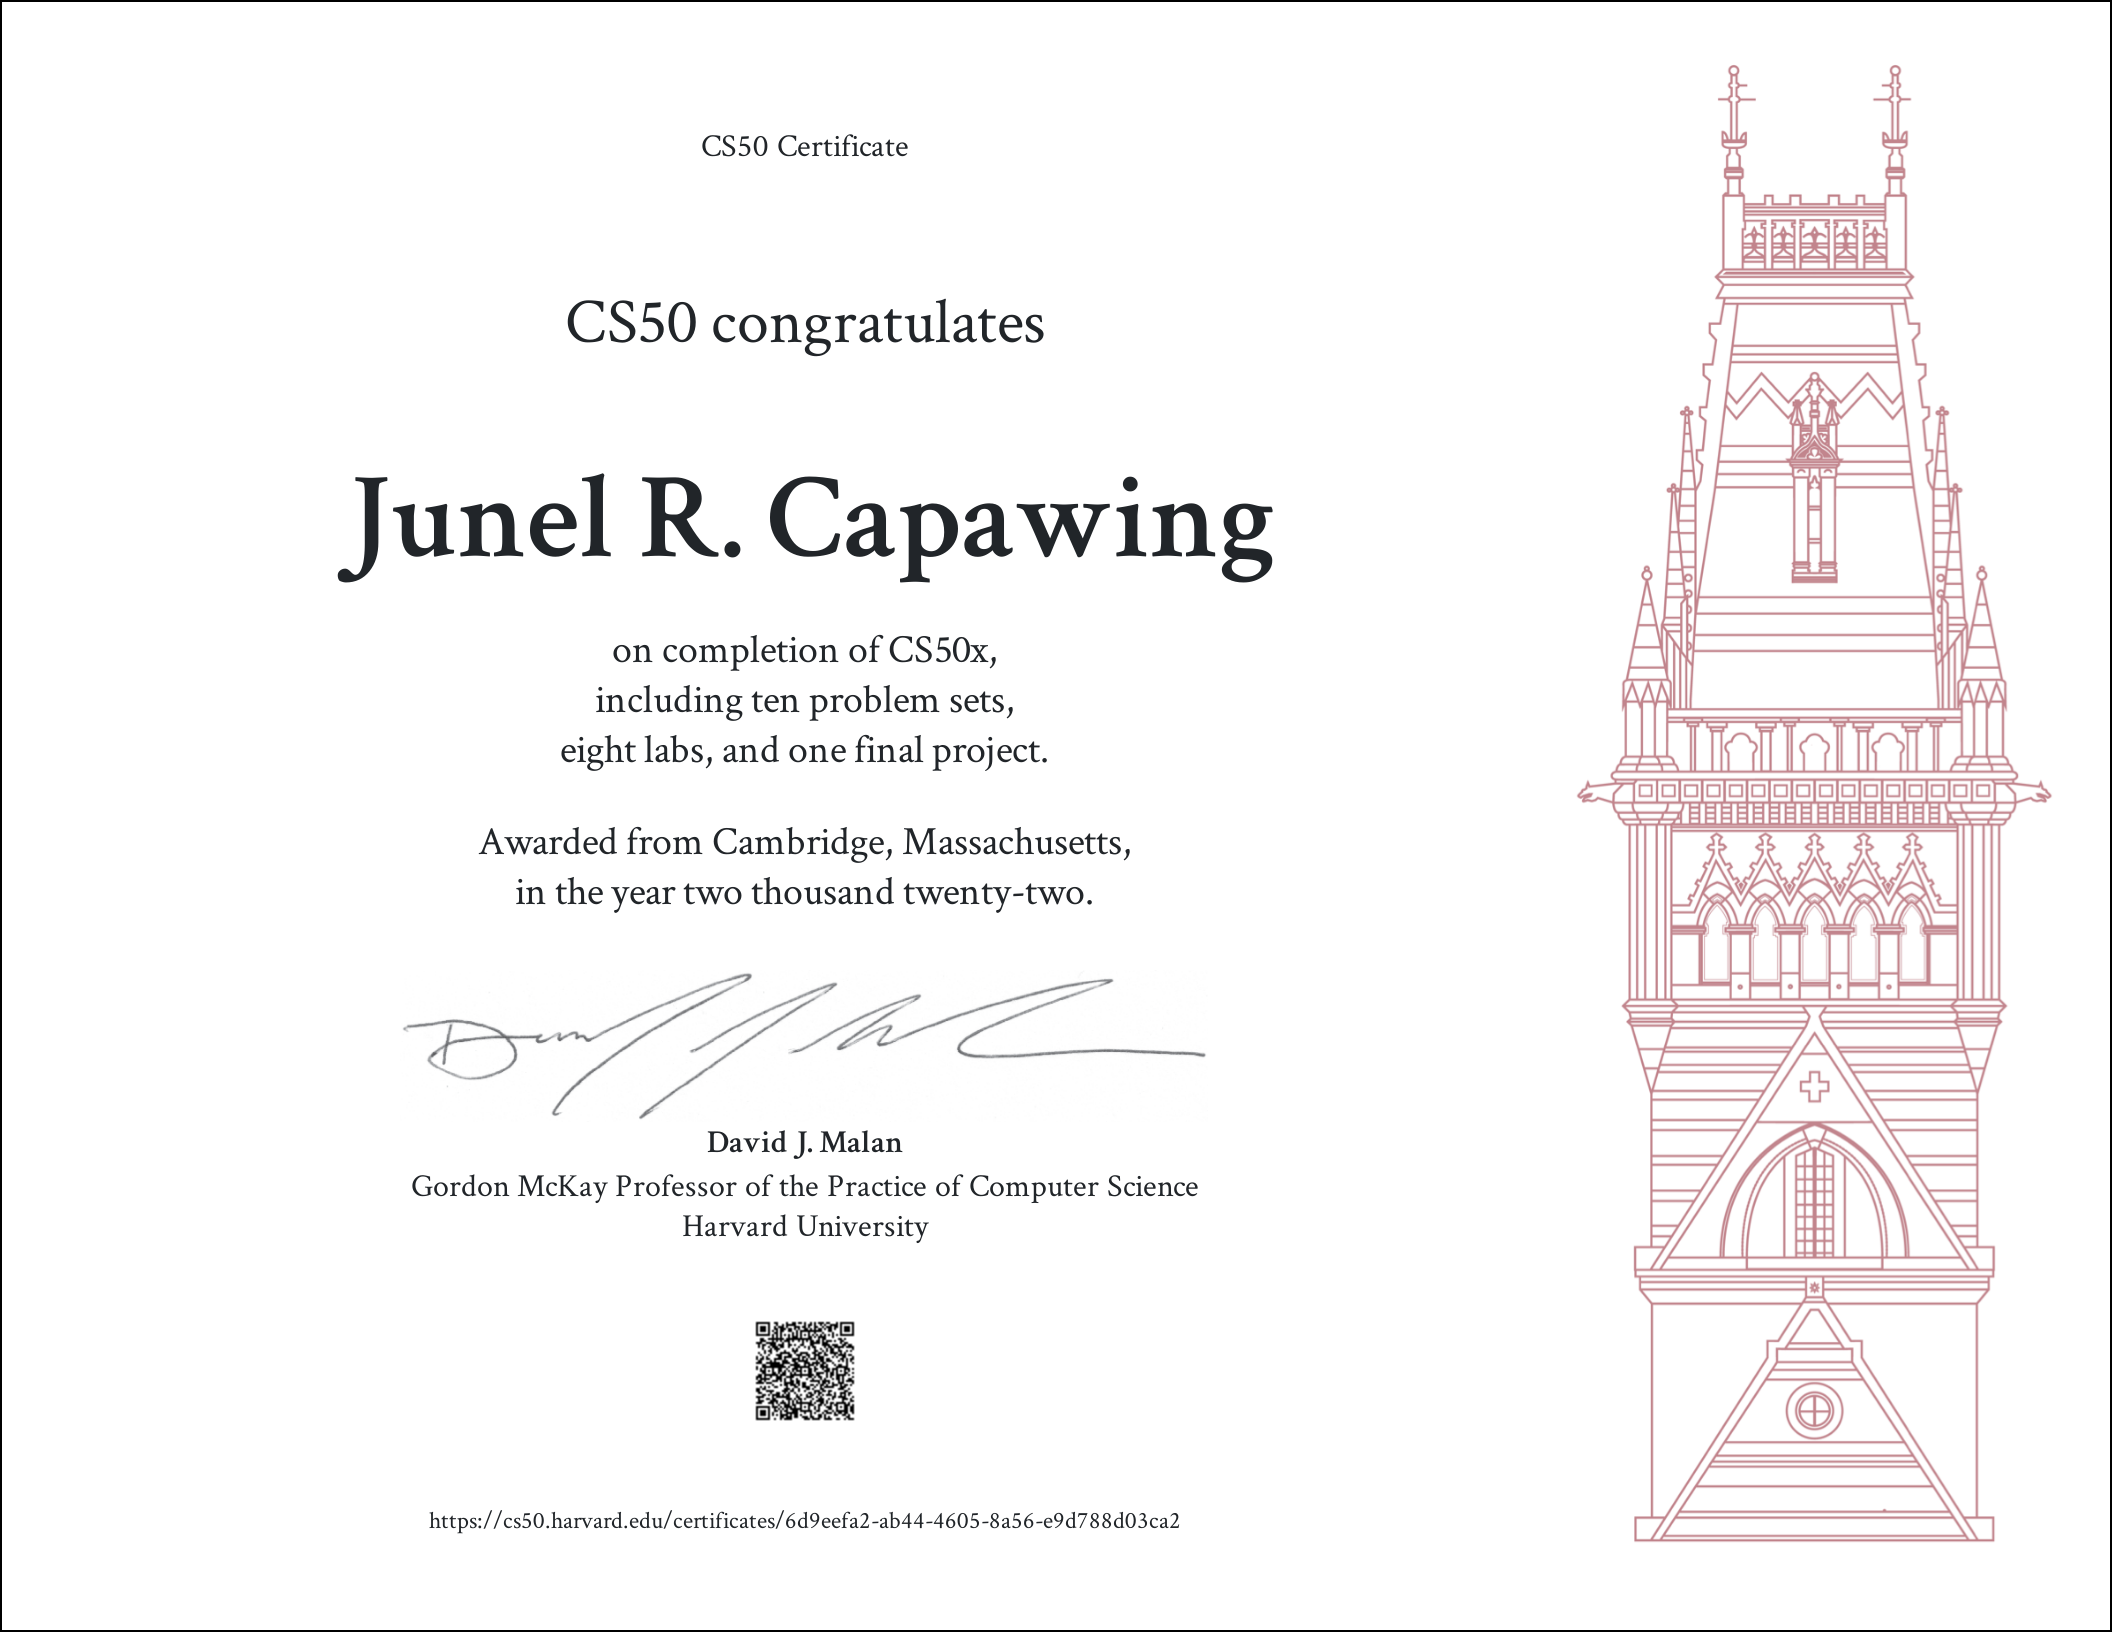 CS50 Certificate
CS50 congratulates
Junel R. Capawing
on completion of CS50x,
including ten problem sets,
eight labs, and one final project.
Awarded from Cambridge, Massachusetts,
in the year two thousand twenty-two.
David J. Malan
Gordon McKay Professor of the Practice of Computer Science
Harvard University
https://cs50.harvard.edu/certificates/6d9eefa2-ab44-4605-8a56-e9d788d03ca2